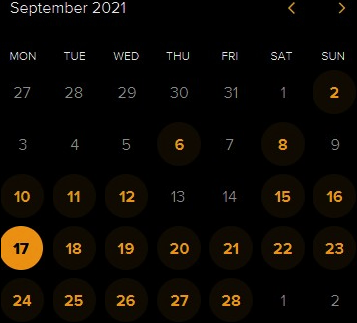 September 2021
MON TUE WED THU FRI SAT SUN
27 28 29 30 31 1 2
3 4 5 6 7 8 9
10 11 12 13 14 15 16
17 18 19 20 21 22 23
24 25 26 27 28 1 2